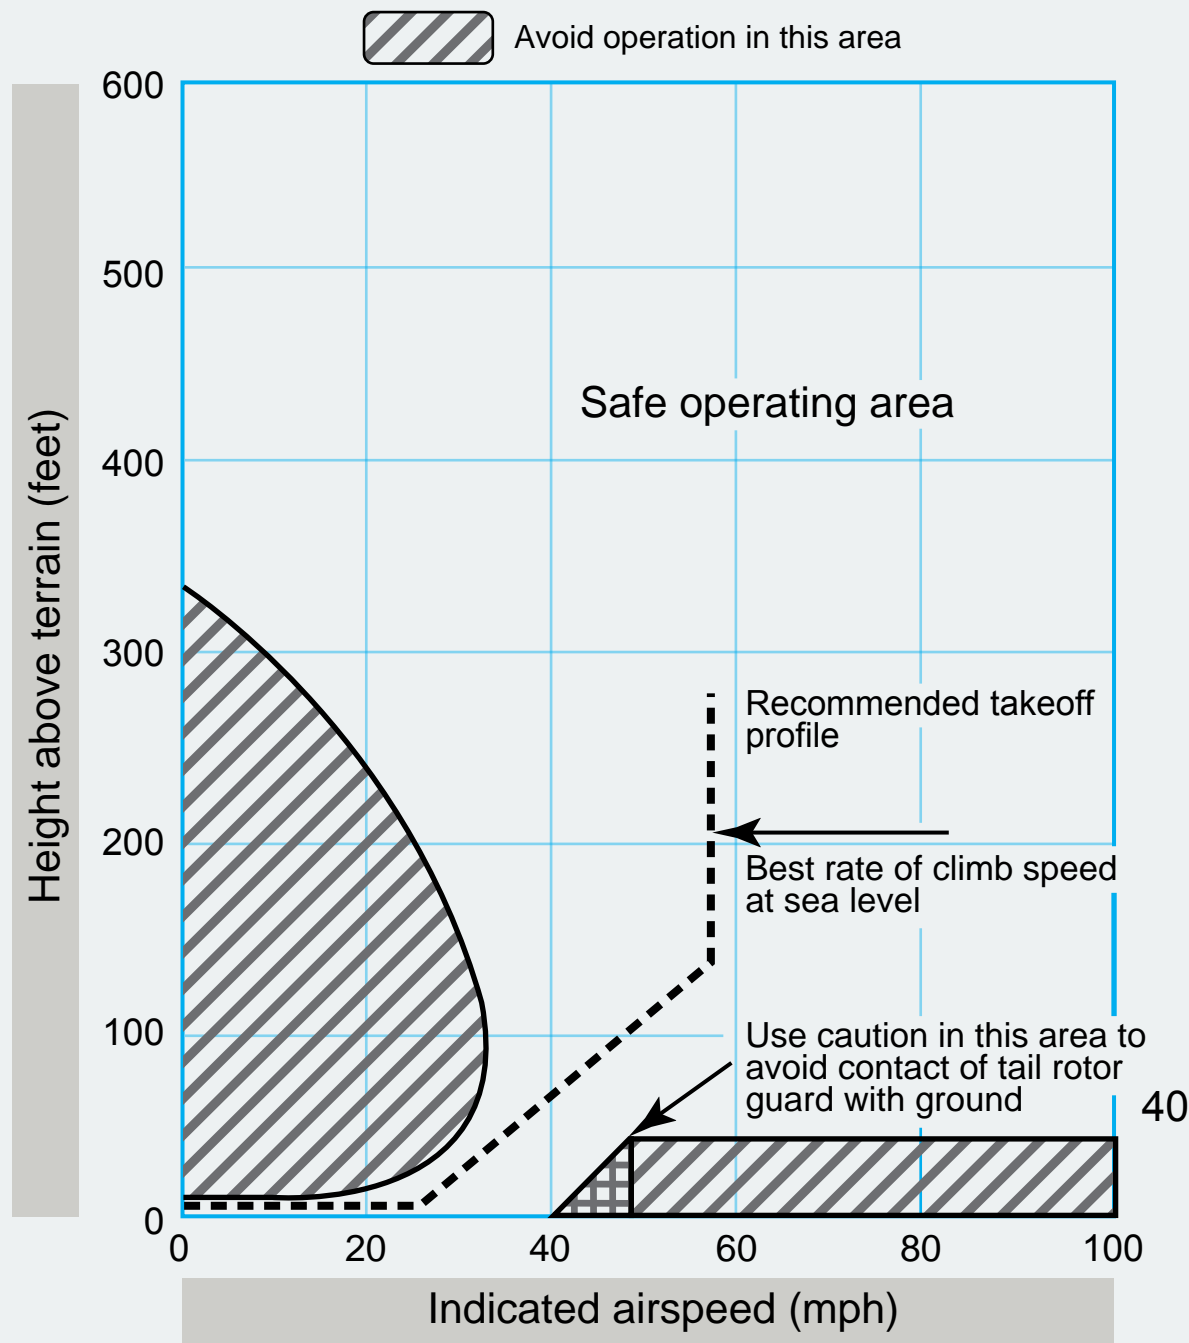 Avoid operation in this area
600
500
400
300
200
100
0
Height above terrain (feet)
Safe operating area
Recommended takeoff
profile
Best rate of climb speed
at sea level
Use caution in this area to
avoid contact of tail rotor
guard with ground
40
0
20
40
60
80
100
Indicated airspeed (mph)